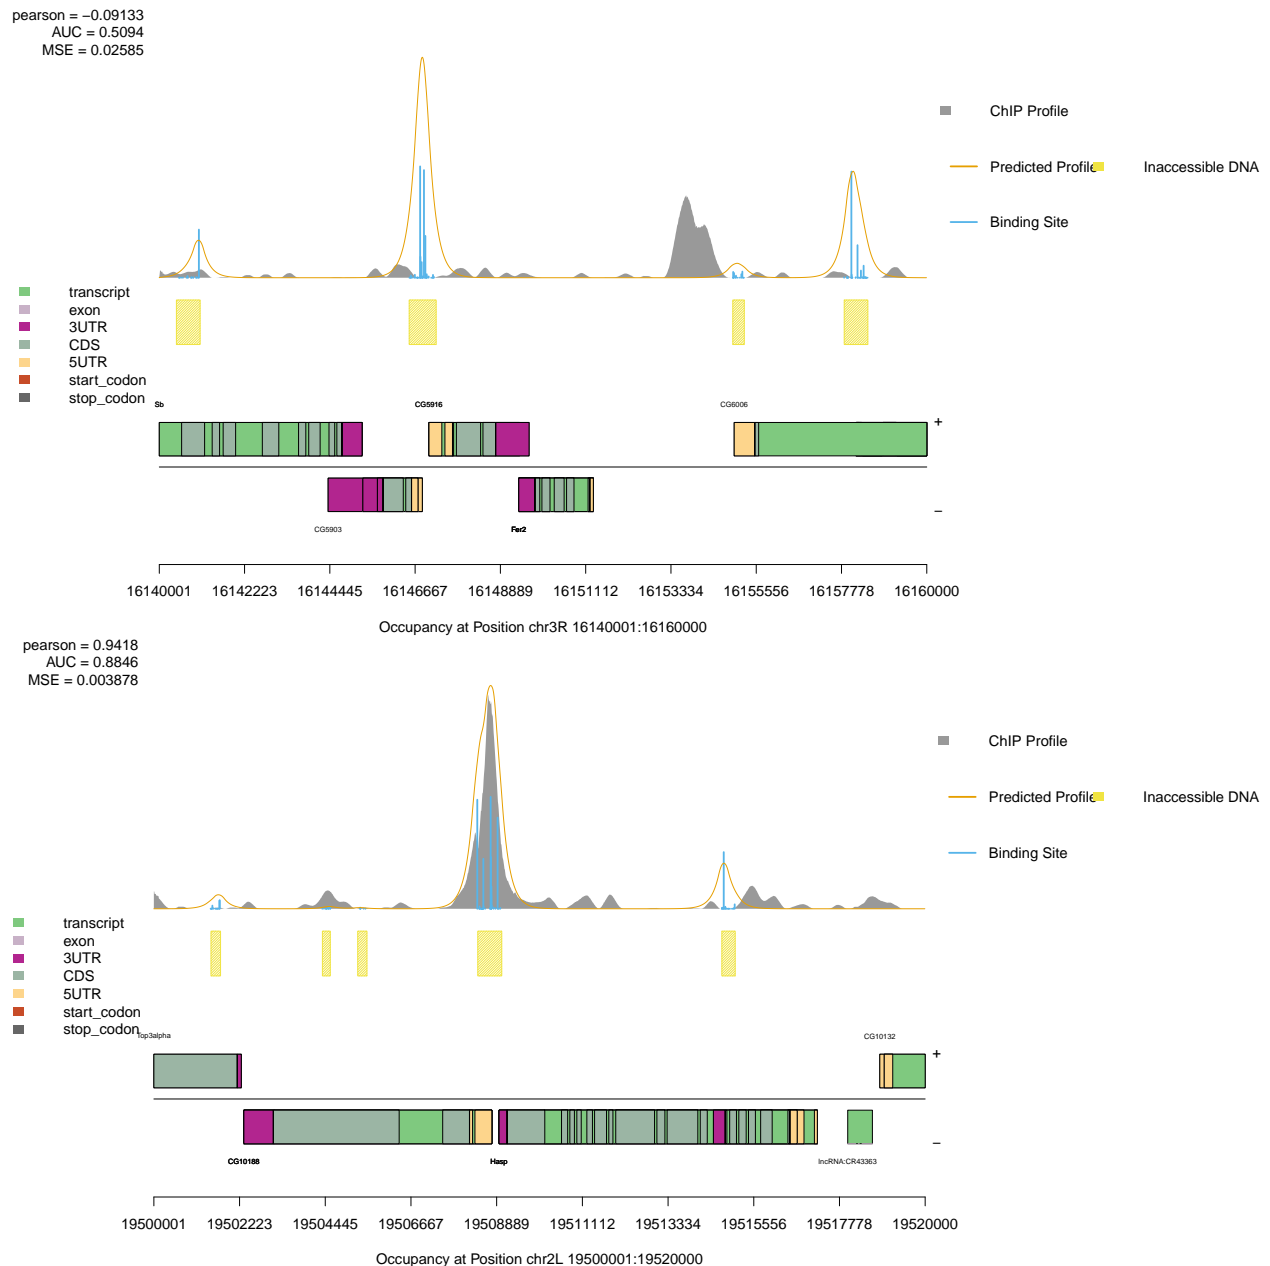 pearson = −0.09133
AUC = 0.5094
MSE = 0.02585
ChIP Profile
Predicted Profile
Inaccessible DNA
Binding Site
transcript
exon
3UTR
CDS
5UTR
start_codon
stop_codon
Sb
CG5916
CG6006
+
−
CG5903
Fer2
16140001 16142223 16144445 16146667 16148889 16151112 16153334 16155556 16157778 16160000
Occupancy at Position chr3R 16140001:16160000
pearson = 0.9418
AUC = 0.8846
MSE = 0.003878
ChIP Profile
Predicted Profile
Inaccessible DNA
Binding Site
transcript
exon
3UTR
CDS
5UTR
start_codon
stop_codon
Top3alpha
CG10132
+
−
CG10188
Hasp
lncRNA:CR43363
19500001 19502223 19504445 19506667 19508889 19511112 19513334 19515556 19517778 19520000
Occupancy at Position chr2L 19500001:19520000